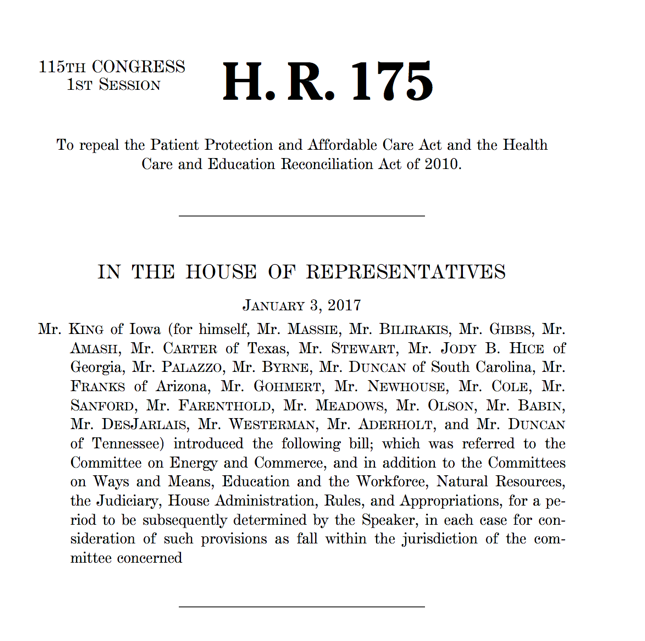 115TH CONGRESS
1ST SESSION
H. R. 175
To repeal the Patient Protection and Affordable Care Act and the Health
Care and Education Reconciliation Act of 2010.
IN THE HOUSE OF REPRESENTATIVES
JANUARY 3, 2017
Mr. KING of Iowa (for himself, Mr. MASSIE, Mr. BILIRAKIS, Mr. GIBBS, Mr.
AMASH, Mr. CARTER of Texas, Mr. STEWART, Mr. JODY B. HICE of
Georgia, Mr. PALAZZO, Mr. BYRNE, Mr. DUNCAN of South Carolina, Mr.
FRANKS of Arizona, Mr. GOHMERT, Mr. NEWHOUSE, Mr. COLE, Mr.
SANFORD, Mr. FARENTHOLD, Mr. MEADOWS, Mr. OLSON, Mr. BABIN,
Mr. DESJARLAIS, Mr. WESTERMAN, Mr. ADERHOLT, and Mr. DUNCAN
of Tennessee) introduced the following bill; which was referred to the
Committee on Energy and Commerce, and in addition to the Committees
on Ways and Means, Education and the Workforce, Natural Resources,
the Judiciary, House Administration, Rules, and Appropriations, for a pe-
riod to be subsequently determined by the Speaker, in each case for con-
sideration of such provisions as fall within the jurisdiction of the com-
mittee concerned